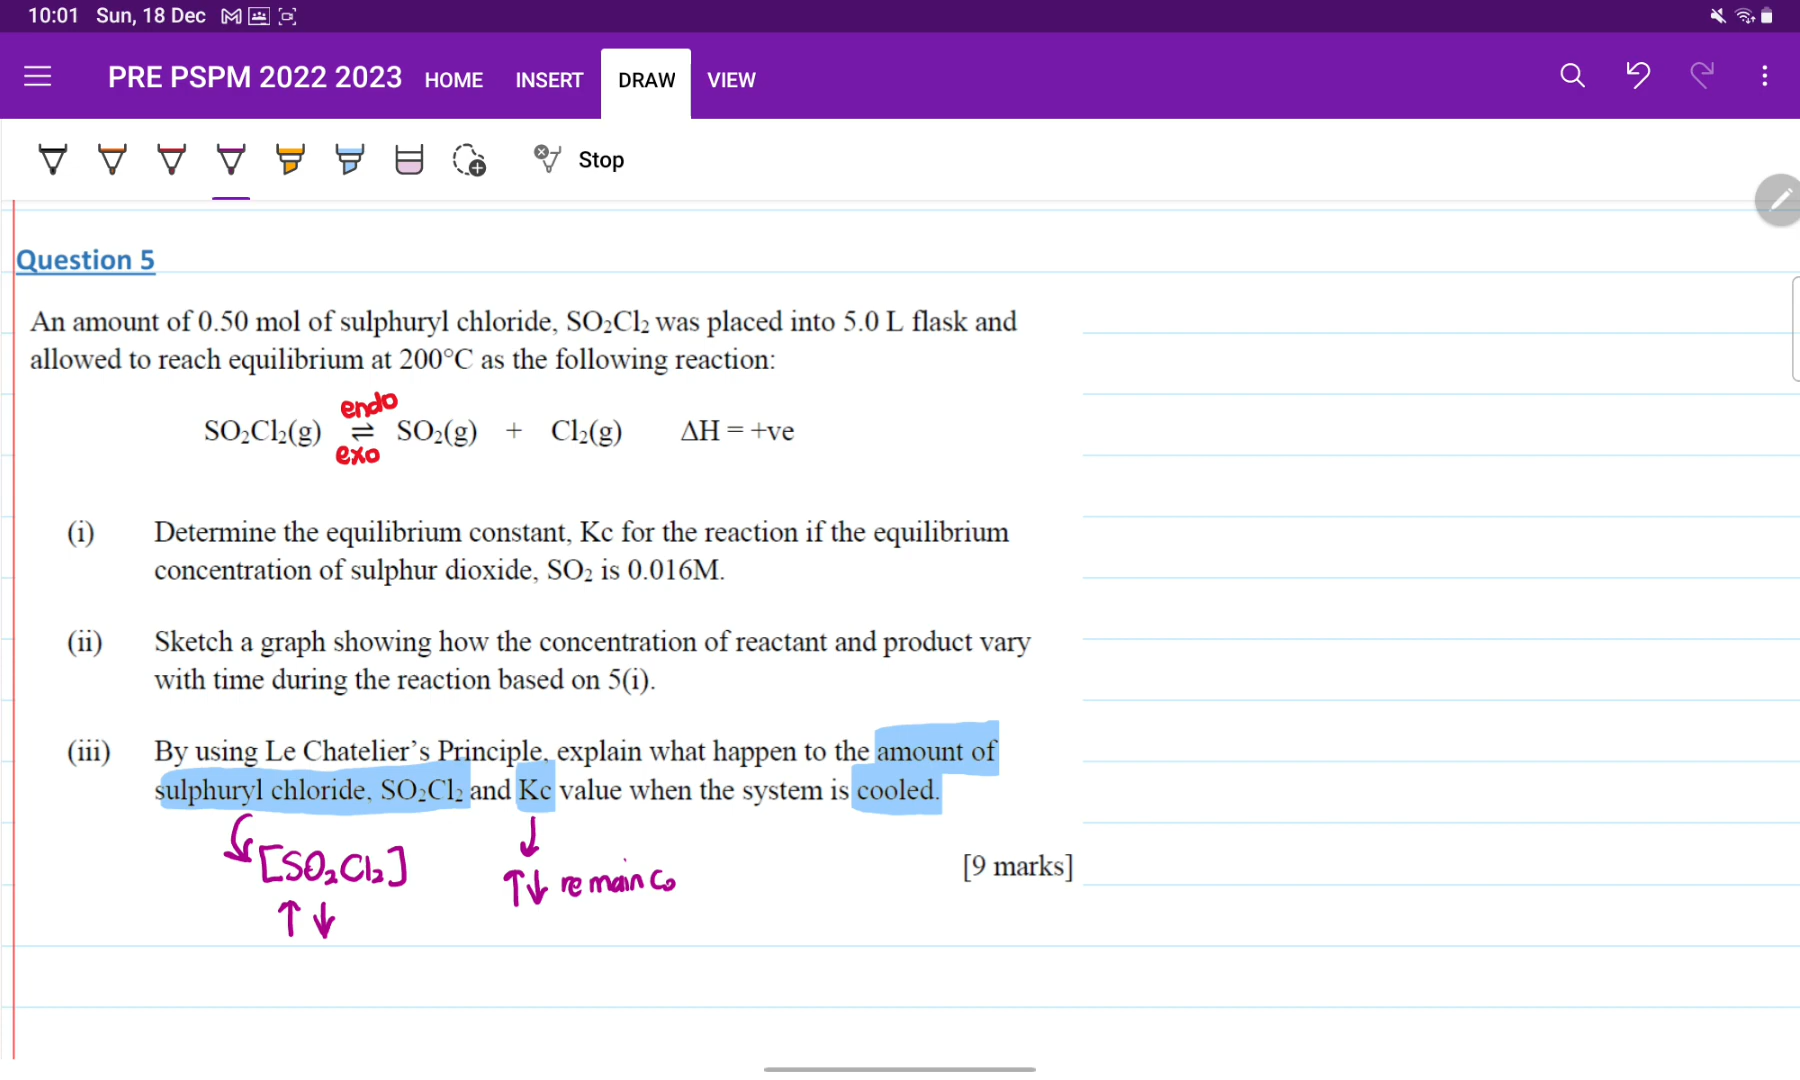 10:01 Sun, 18 Dec
PRE PSPM 2022 2023 HOME INSERT DRAW VIEW
Stop
Question 5
An amount of 0.50 mol of sulphuryl chloride, SO₂Cl₂ was placed into 5.0 L flask and
allowed to reach equilibrium at 200°C as the following reaction:
endo
SO₂Cl₂(g) ⇌ SO₂(g) + Cl₂(g) ΔH = +ve
exo
(i) Determine the equilibrium constant, Kc for the reaction if the equilibrium
concentration of sulphur dioxide, SO₂ is 0.016M.
(ii) Sketch a graph showing how the concentration of reactant and product vary
with time during the reaction based on 5(i).
(iii) By using Le Chatelier’s Principle, explain what happen to the amount of
sulphuryl chloride, SO₂Cl₂ and Kc value when the system is cooled.
[SO₂Cl₂] ↑↓ remain co
[9 marks]
↑ ↓